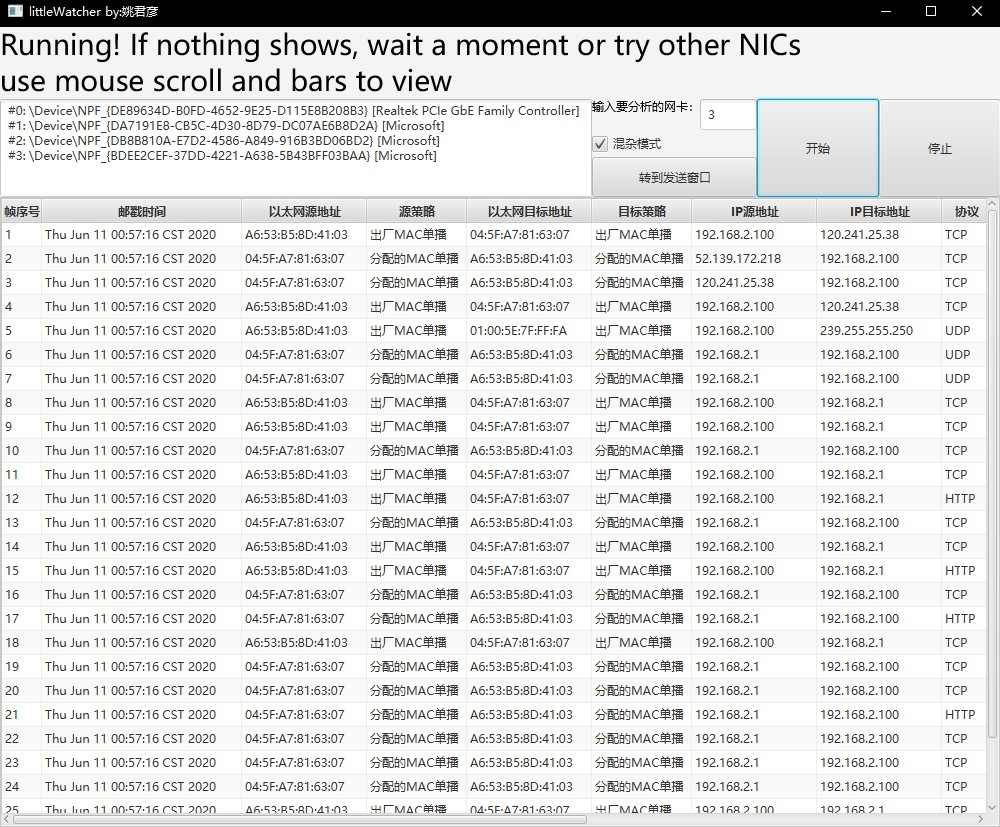 littleWatcher by:姚君彦
Running! If nothing shows, wait a moment or try other NICs
use mouse scroll and bars to view
#0: \Device\NPF_{DE89634D-B0FD-4652-9E25-D115E8B208B3} [Realtek PCIe GbE Family Controller]
#1: \Device\NPF_{DA7191E8-CB5C-4D30-8D79-DC07AE6B8D2A} [Microsoft]
#2: \Device\NPF_{DB8B810A-E7D2-4586-A849-916B3BD06BD2} [Microsoft]
#3: \Device\NPF_{BDEE2CEF-37DD-4221-A638-5B43BFF03BAA} [Microsoft]
输入要分析的网卡: 3
混杂模式
转到发送窗口
开始
停止
帧序号 邮戳时间 以太网源地址 源策略 以太网目标地址 目标策略 IP源地址 IP目标地址 协议
1 Thu Jun 11 00:57:16 CST 2020 A6:53:B5:8D:41:03 出厂MAC单播 04:5F:A7:81:63:07 出厂MAC单播 192.168.2.100 120.241.25.38 TCP
2 Thu Jun 11 00:57:16 CST 2020 04:5F:A7:81:63:07 分配的MAC单播 A6:53:B5:8D:41:03 分配的MAC单播 52.139.172.218 192.168.2.100 TCP
3 Thu Jun 11 00:57:16 CST 2020 04:5F:A7:81:63:07 分配的MAC单播 A6:53:B5:8D:41:03 分配的MAC单播 120.241.25.38 192.168.2.100 TCP
4 Thu Jun 11 00:57:16 CST 2020 A6:53:B5:8D:41:03 出厂MAC单播 04:5F:A7:81:63:07 出厂MAC单播 192.168.2.100 120.241.25.38 TCP
5 Thu Jun 11 00:57:16 CST 2020 A6:53:B5:8D:41:03 出厂MAC单播 01:00:5E:7F:FF:FA 出厂MAC单播 192.168.2.100 239.255.255.250 UDP
6 Thu Jun 11 00:57:16 CST 2020 04:5F:A7:81:63:07 分配的MAC单播 A6:53:B5:8D:41:03 分配的MAC单播 192.168.2.1 192.168.2.100 UDP
7 Thu Jun 11 00:57:16 CST 2020 04:5F:A7:81:63:07 分配的MAC单播 A6:53:B5:8D:41:03 分配的MAC单播 192.168.2.1 192.168.2.100 UDP
8 Thu Jun 11 00:57:16 CST 2020 A6:53:B5:8D:41:03 出厂MAC单播 04:5F:A7:81:63:07 出厂MAC单播 192.168.2.100 192.168.2.1 TCP
9 Thu Jun 11 00:57:16 CST 2020 A6:53:B5:8D:41:03 出厂MAC单播 04:5F:A7:81:63:07 出厂MAC单播 192.168.2.100 192.168.2.1 TCP
10 Thu Jun 11 00:57:16 CST 2020 04:5F:A7:81:63:07 分配的MAC单播 A6:53:B5:8D:41:03 分配的MAC单播 192.168.2.1 192.168.2.100 TCP
11 Thu Jun 11 00:57:16 CST 2020 A6:53:B5:8D:41:03 出厂MAC单播 04:5F:A7:81:63:07 出厂MAC单播 192.168.2.100 192.168.2.1 TCP
12 Thu Jun 11 00:57:16 CST 2020 A6:53:B5:8D:41:03 出厂MAC单播 04:5F:A7:81:63:07 出厂MAC单播 192.168.2.100 192.168.2.1 HTTP
13 Thu Jun 11 00:57:16 CST 2020 04:5F:A7:81:63:07 分配的MAC单播 A6:53:B5:8D:41:03 分配的MAC单播 192.168.2.1 192.168.2.100 TCP
14 Thu Jun 11 00:57:16 CST 2020 A6:53:B5:8D:41:03 出厂MAC单播 04:5F:A7:81:63:07 出厂MAC单播 192.168.2.100 192.168.2.1 TCP
15 Thu Jun 11 00:57:16 CST 2020 A6:53:B5:8D:41:03 出厂MAC单播 04:5F:A7:81:63:07 出厂MAC单播 192.168.2.100 192.168.2.1 HTTP
16 Thu Jun 11 00:57:16 CST 2020 04:5F:A7:81:63:07 分配的MAC单播 A6:53:B5:8D:41:03 分配的MAC单播 192.168.2.1 192.168.2.100 TCP
17 Thu Jun 11 00:57:16 CST 2020 04:5F:A7:81:63:07 分配的MAC单播 A6:53:B5:8D:41:03 分配的MAC单播 192.168.2.1 192.168.2.100 HTTP
18 Thu Jun 11 00:57:16 CST 2020 A6:53:B5:8D:41:03 出厂MAC单播 04:5F:A7:81:63:07 出厂MAC单播 192.168.2.100 192.168.2.1 TCP
19 Thu Jun 11 00:57:16 CST 2020 04:5F:A7:81:63:07 分配的MAC单播 A6:53:B5:8D:41:03 分配的MAC单播 192.168.2.1 192.168.2.100 TCP
20 Thu Jun 11 00:57:16 CST 2020 04:5F:A7:81:63:07 分配的MAC单播 A6:53:B5:8D:41:03 分配的MAC单播 192.168.2.1 192.168.2.100 TCP
21 Thu Jun 11 00:57:16 CST 2020 04:5F:A7:81:63:07 分配的MAC单播 A6:53:B5:8D:41:03 分配的MAC单播 192.168.2.1 192.168.2.100 HTTP
22 Thu Jun 11 00:57:16 CST 2020 04:5F:A7:81:63:07 分配的MAC单播 A6:53:B5:8D:41:03 分配的MAC单播 192.168.2.1 192.168.2.100 TCP
23 Thu Jun 11 00:57:16 CST 2020 04:5F:A7:81:63:07 分配的MAC单播 A6:53:B5:8D:41:03 分配的MAC单播 192.168.2.1 192.168.2.100 TCP
24 Thu Jun 11 00:57:16 CST 2020 04:5F:A7:81:63:07 分配的MAC单播 A6:53:B5:8D:41:03 分配的MAC单播 192.168.2.1 192.168.2.100 TCP
25 Thu Jun 11 00:57:16 CST 2020 A6:53:B5:8D:41:03 出厂MAC单播 04:5F:A7:81:63:07 出厂MAC单播 192.168.2.100 192.168.2.1 TCP